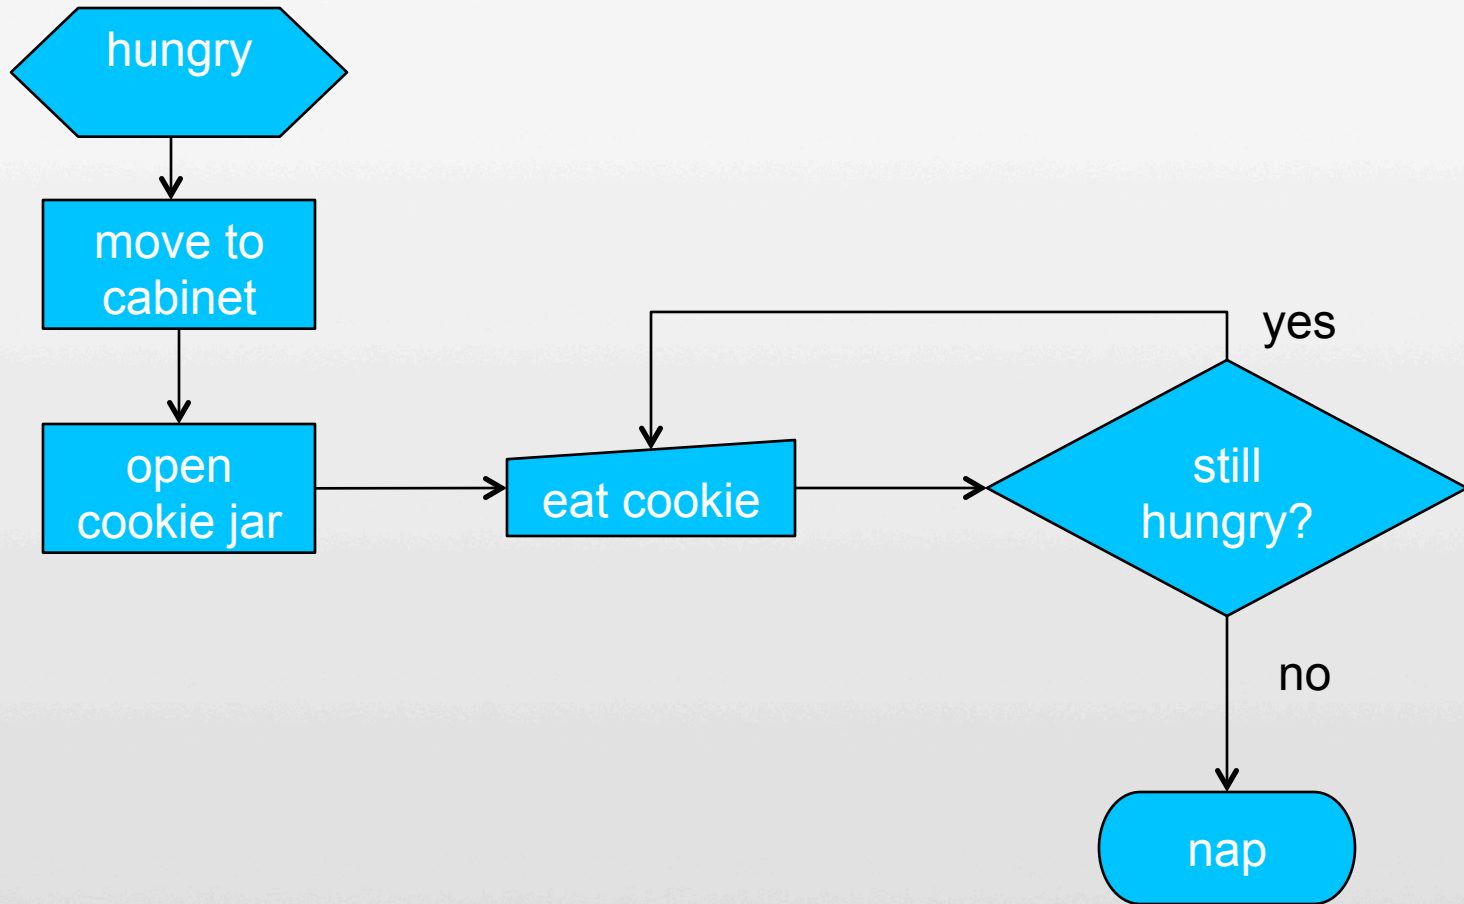 hungry
move to
cabinet
open
cookie jar
eat cookie
still
hungry?
yes
no
nap